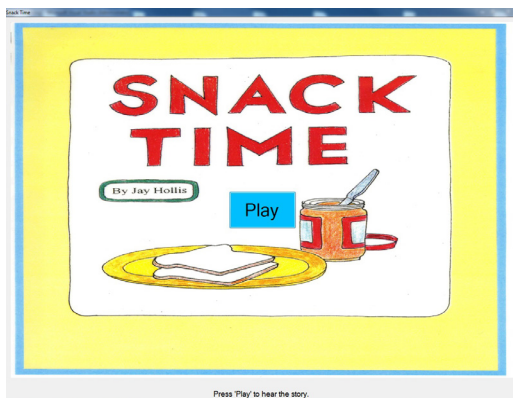 Snack Time
SNACK
TIME
By Jay Hollis
Play
Press 'Play' to hear the story.